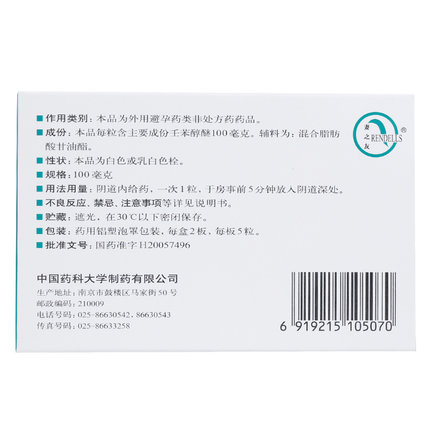 作用类别：本品为外用避孕药类非处方药药品。
成份：本品每粒含主要成份壬苯醇醚100毫克。辅料为：混合脂肪
酸甘油酯。
性状：本品为白色或乳白色栓。
规格：100毫克
用法用量：阴道内给药，一次1粒，于房事前5分钟放入阴道深处。
不良反应、禁忌、注意事项等详见说明书。
贮藏：遮光，在30℃以下密闭保存。
包装：药用铝塑泡罩包装，每盒2板，每板5粒。
批准文号：国药准字H20057496
妻之友
RENDELLS®
中国药科大学制药有限公司
生产地址：南京市鼓楼区马家街50号
邮政编码：210009
电话号码：025-86630542、86630543
传真号码：025-86633258
6 919215 105070